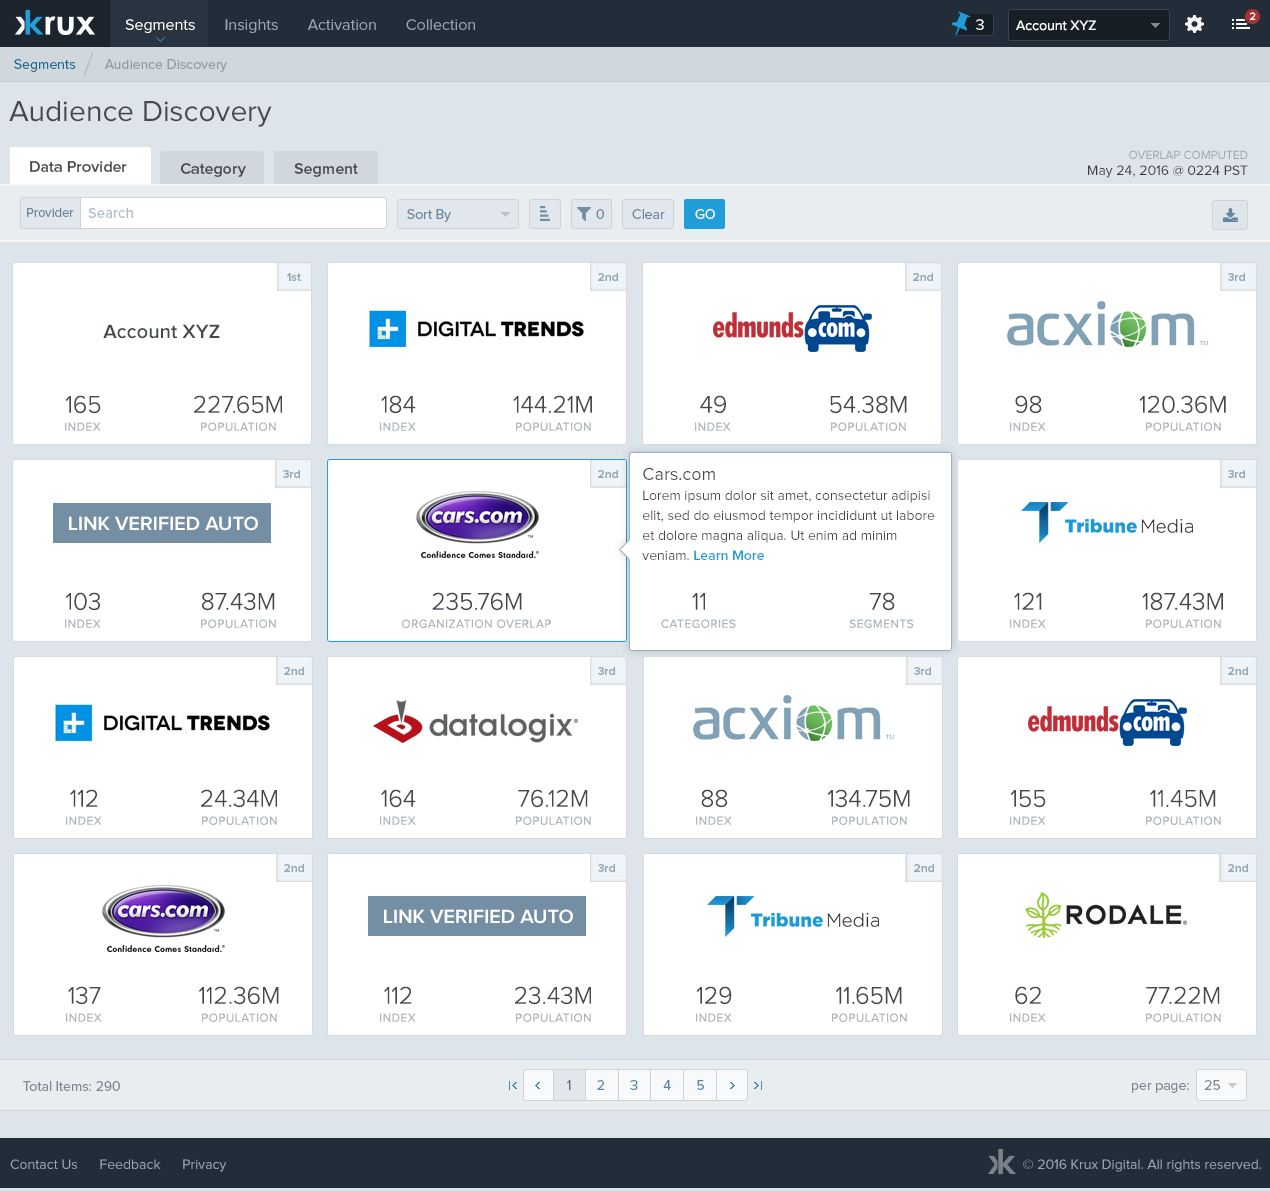 krux Segments Insights Activation Collection 3 Account XYZ 2
Segments Audience Discovery
Audience Discovery
Data Provider Category Segment
OVERLAP COMPUTED
May 24, 2016 @ 0224 PST
Provider Search Sort By 0 Clear GO
1st 2nd 2nd 3rd
Account XYZ DIGITAL TRENDS edmunds.com acxiom TM
165 227.65M 184 144.21M 49 54.38M 98 120.36M
INDEX POPULATION INDEX POPULATION INDEX POPULATION INDEX POPULATION
3rd 2nd 3rd
LINK VERIFIED AUTO
cars.com TM
Confidence Comes Standard.®
Cars.com
Lorem ipsum dolor sit amet, consectetur adipisi
elit, sed do eiusmod tempor incididunt ut labore
et dolore magna aliqua. Ut enim ad minim
veniam. Learn More
Tribune Media
103 87.43M 235.76M 11 78 121 187.43M
INDEX POPULATION ORGANIZATION OVERLAP CATEGORIES SEGMENTS INDEX POPULATION
2nd 3rd 3rd 2nd
DIGITAL TRENDS datalogix® acxiom TM edmunds.com
112 24.34M 164 76.12M 88 134.75M 155 11.45M
INDEX POPULATION INDEX POPULATION INDEX POPULATION INDEX POPULATION
2nd 3rd 2nd 2nd
cars.com TM
Confidence Comes Standard.®
LINK VERIFIED AUTO Tribune Media RODALE
137 112.36M 112 23.43M 129 11.65M 62 77.22M
INDEX POPULATION INDEX POPULATION INDEX POPULATION INDEX POPULATION
Total Items: 290 1 2 3 4 5 per page: 25
Contact Us Feedback Privacy © 2016 Krux Digital. All rights reserved.